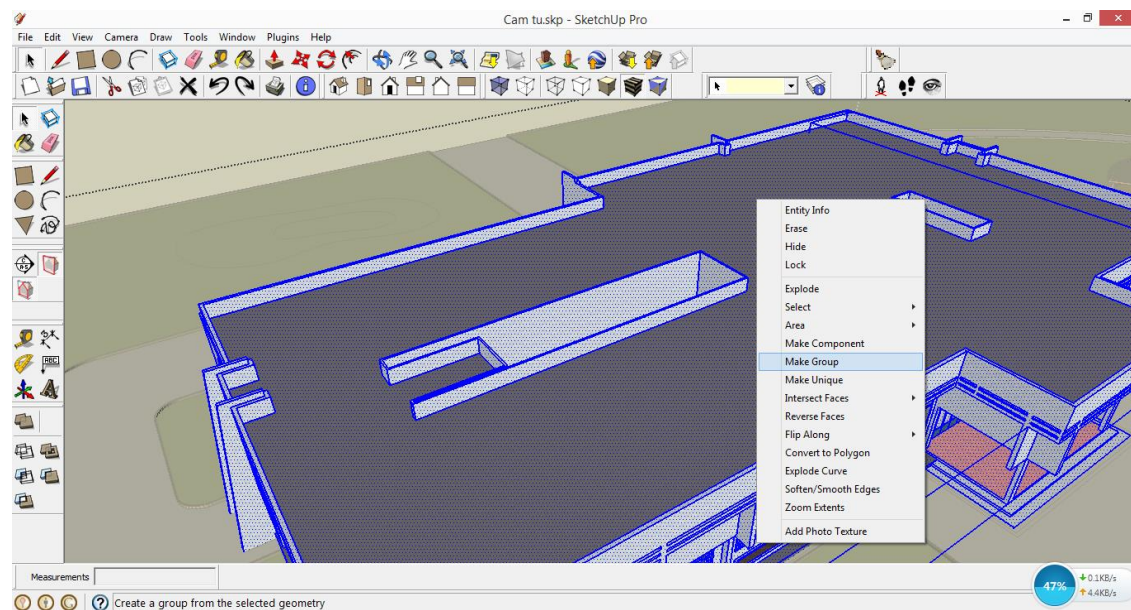 Cam tu.skp - SketchUp Pro
File Edit View Camera Draw Tools Window Plugins Help
Entity Info
Erase
Hide
Lock
Explode
Select
Area
Make Component
Make Group
Make Unique
Intersect Faces
Reverse Faces
Flip Along
Convert to Polygon
Explode Curve
Soften/Smooth Edges
Zoom Extents
Add Photo Texture
ABC
Measurements
47%
0.1KB/s
4.4KB/s
Create a group from the selected geometry